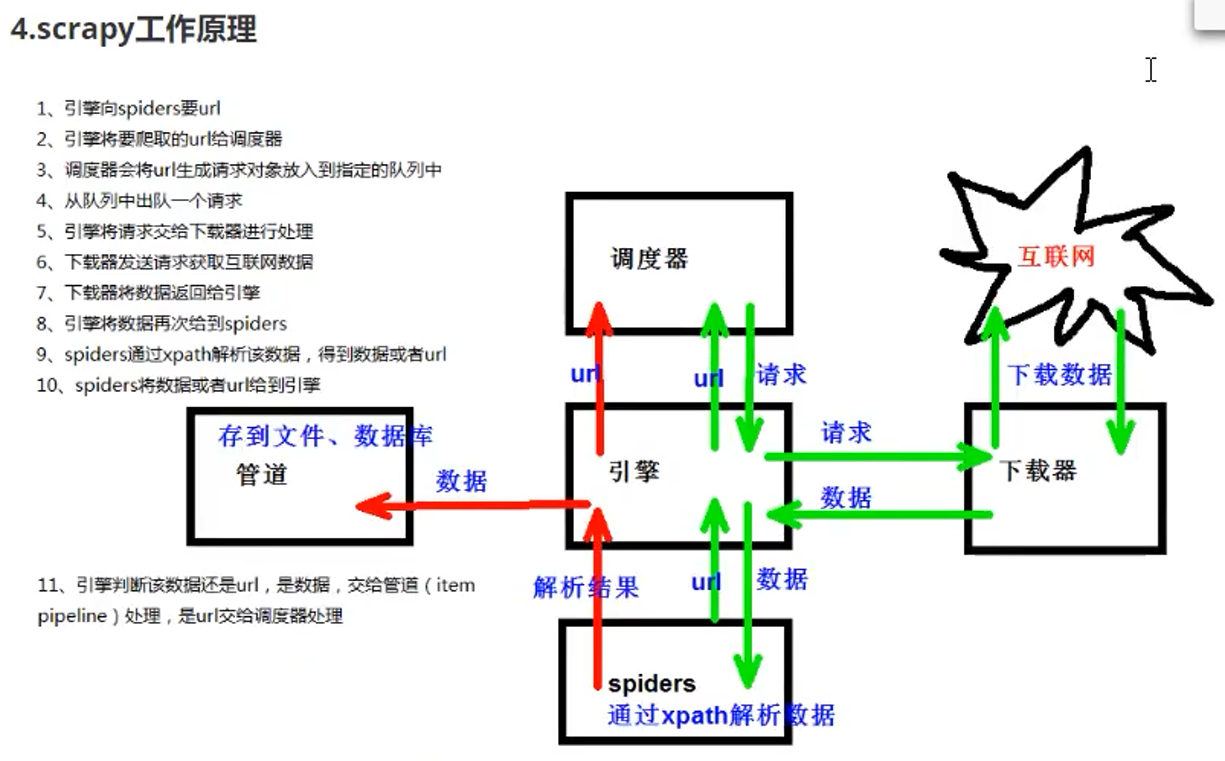 4.scrapy工作原理
1、引擎向spiders要url
2、引擎将要爬取的url给调度器
3、调度器会将url生成请求对象放入到指定的队列中
4、从队列中出队一个请求
5、引擎将请求交给下载器进行处理
6、下载器发送请求获取互联网数据
7、下载器将数据返回给引擎
8、引擎将数据再次给到spiders
9、spiders通过xpath解析该数据，得到数据或者url
10、spiders将数据或者url给到引擎
调度器
互联网
url
url
请求
下载数据
存到文件、数据库
管道
数据
引擎
请求
数据
下载器
11、引擎判断该数据还是url，是数据，交给管道（item
pipeline）处理，是url交给调度器处理
解析结果
url
数据
spiders
通过xpath解析数据